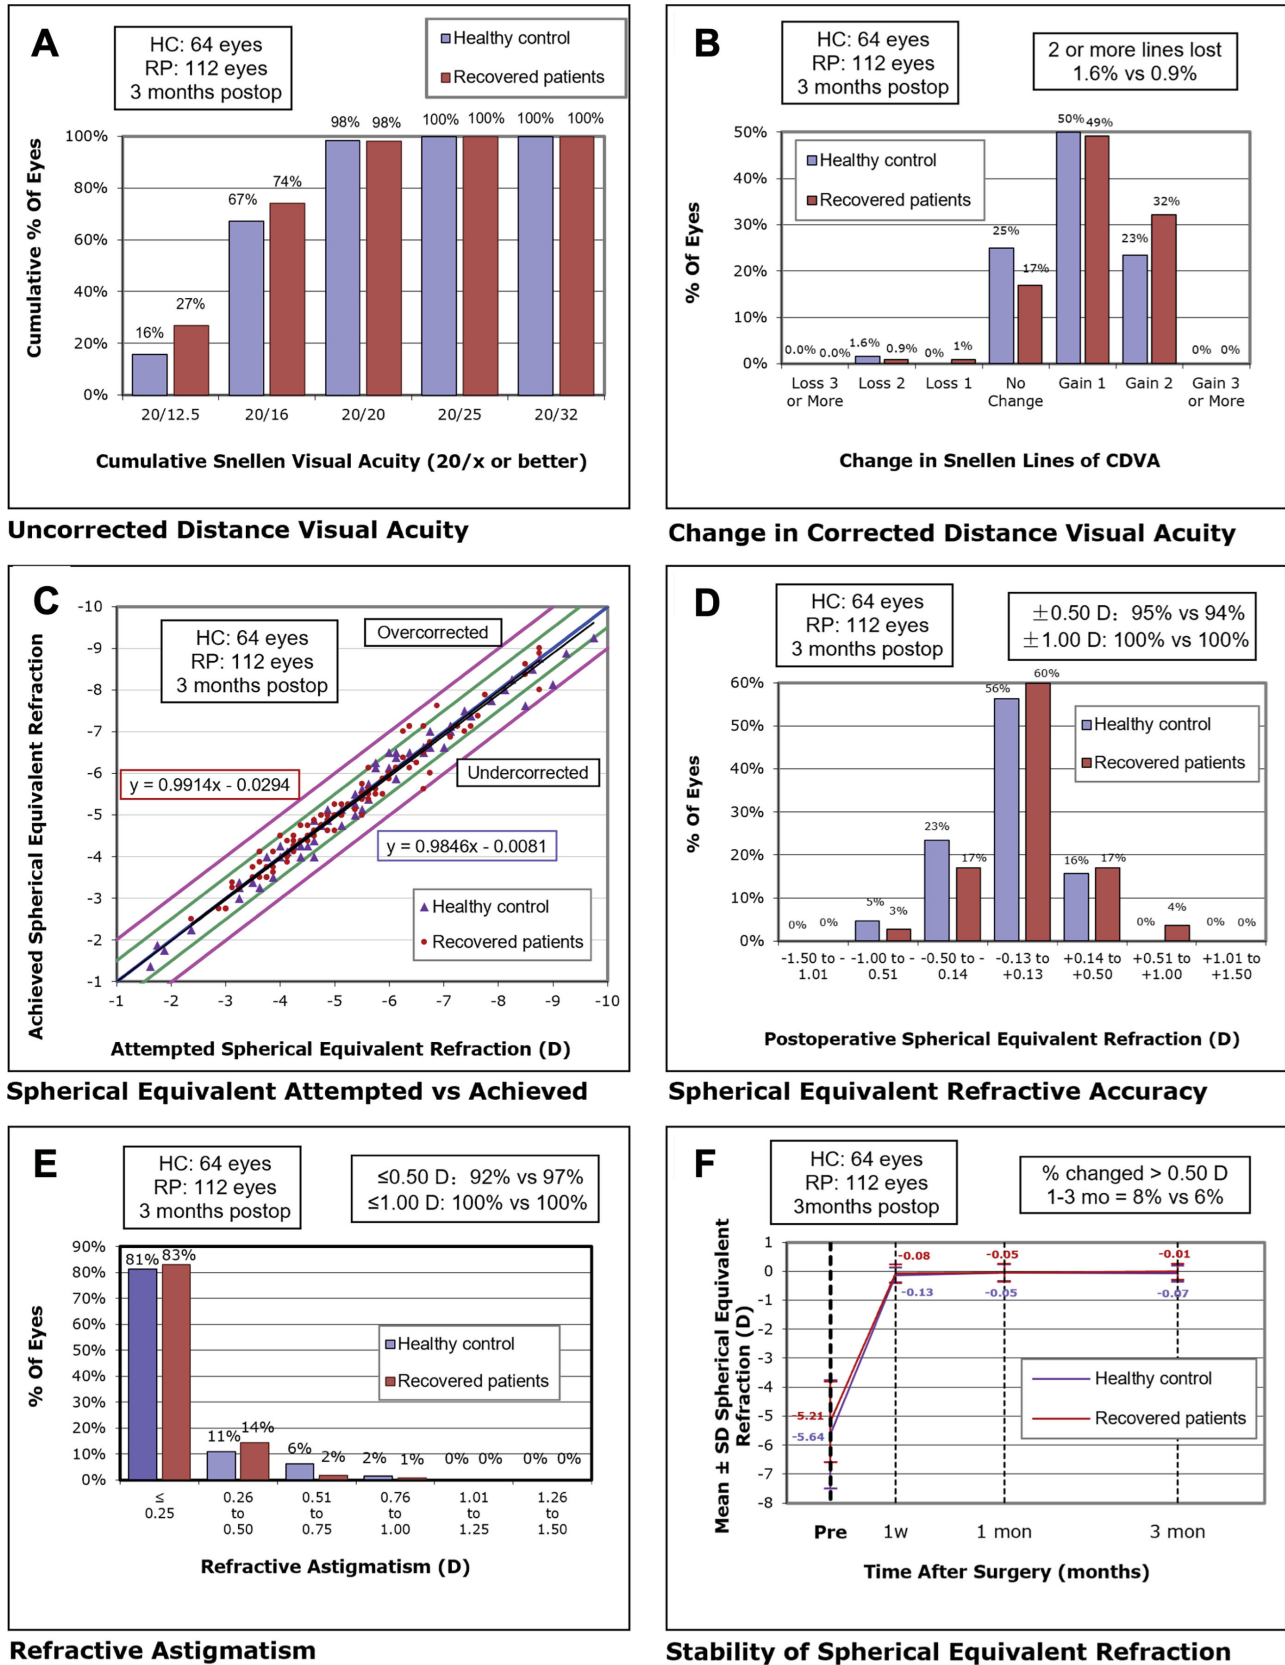 A
HC: 64 eyes
RP: 112 eyes
3 months postop
Healthy control
Recovered patients
Cumulative % Of Eyes
100%
80%
60%
40%
20%
0%
16%
27%
67%
74%
98%
98%
100%
100%
100%
100%
20/12.5
20/16
20/20
20/25
20/32
Cumulative Snellen Visual Acuity (20/x or better)
Uncorrected Distance Visual Acuity
B
HC: 64 eyes
RP: 112 eyes
3 months postop
2 or more lines lost
1.6% vs 0.9%
Healthy control
Recovered patients
% Of Eyes
50%
40%
30%
20%
10%
0%
0.0%
0.0%
1.6%
0.9%
0%
1%
25%
17%
50%
49%
23%
32%
0%
0%
Loss 3
or More
Loss 2
Loss 1
No
Change
Gain 1
Gain 2
Gain 3
or More
Change in Snellen Lines of CDVA
Change in Corrected Distance Visual Acuity
C
HC: 64 eyes
RP: 112 eyes
3 months postop
Overcorrected
Undercorrected
y = 0.9914x - 0.0294
y = 0.9846x - 0.0081
Healthy control
Recovered patients
Achieved Spherical Equivalent Refraction
-10
-9
-8
-7
-6
-5
-4
-3
-2
-1
-1
-2
-3
-4
-5
-6
-7
-8
-9
-10
Attempted Spherical Equivalent Refraction (D)
Spherical Equivalent Attempted vs Achieved
D
HC: 64 eyes
RP: 112 eyes
3 months postop
±0.50 D: 95% vs 94%
±1.00 D: 100% vs 100%
Healthy control
Recovered patients
% Of Eyes
60%
50%
40%
30%
20%
10%
0%
0%
0%
5%
3%
23%
17%
56%
60%
16%
17%
0%
4%
0%
0%
-1.50 to -
1.01
-1.00 to -
0.51
-0.50 to -
0.14
-0.13 to
+0.13
+0.14 to
+0.50
+0.51 to
+1.00
+1.01 to
+1.50
Postoperative Spherical Equivalent Refraction (D)
Spherical Equivalent Refractive Accuracy
E
HC: 64 eyes
RP: 112 eyes
3 months postop
≤0.50 D: 92% vs 97%
≤1.00 D: 100% vs 100%
Healthy control
Recovered patients
% Of Eyes
90%
80%
70%
60%
50%
40%
30%
20%
10%
0%
81%
83%
11%
14%
6%
2%
2%
1%
0%
0%
0%
0%
≤
0.25
0.26
to
0.50
0.51
to
0.75
0.76
to
1.00
1.01
to
1.25
1.26
to
1.50
Refractive Astigmatism (D)
Refractive Astigmatism
F
HC: 64 eyes
RP: 112 eyes
3months postop
% changed > 0.50 D
1-3 mo = 8% vs 6%
Mean ± SD Spherical Equivalent
Refraction (D)
1
0
-1
-2
-3
-4
-5
-6
-7
-8
-5.21
-5.64
-0.08
-0.13
-0.05
-0.05
-0.01
-0.07
Healthy control
Recovered patients
Pre
1w
1 mon
3 mon
Time After Surgery (months)
Stability of Spherical Equivalent Refraction